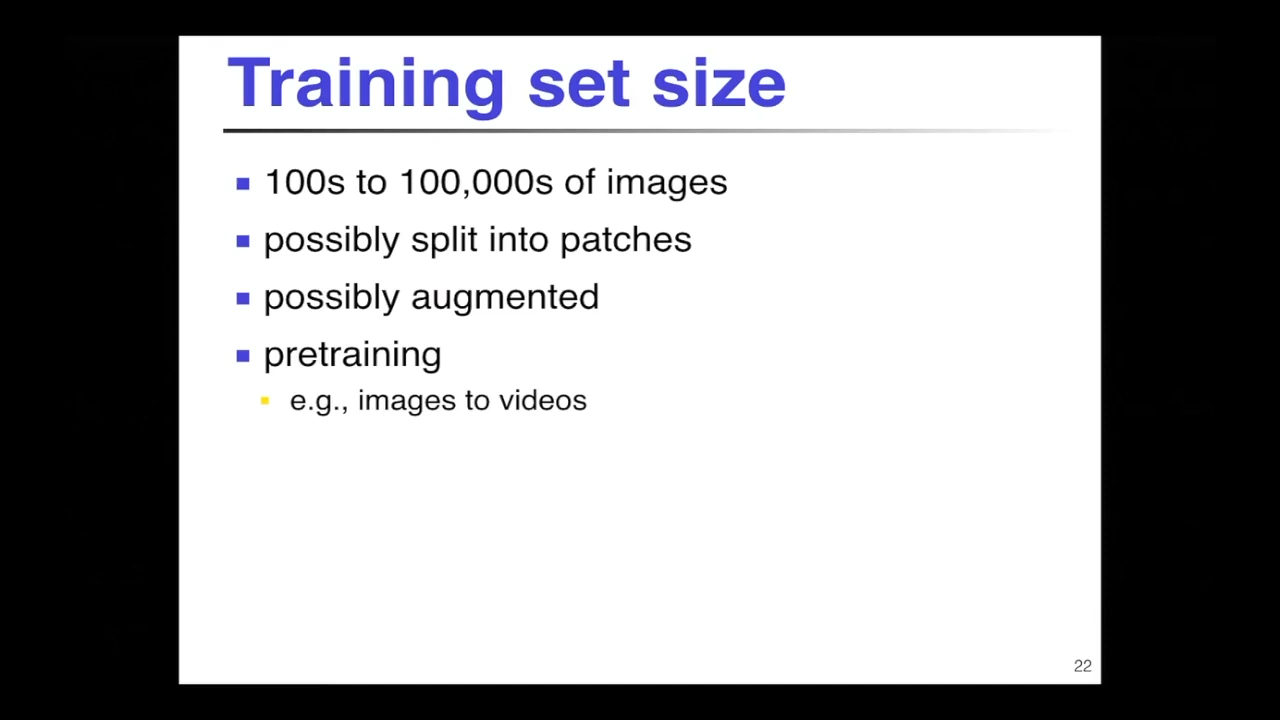 Training set size
100s to 100,000s of images
possibly split into patches
possibly augmented
pretraining
e.g., images to videos
22